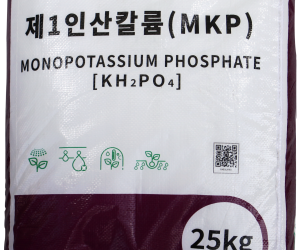 제1인산칼륨(MKP)
MONOPOTASSIUM PHOSPHATE
[KH₂PO₄]
25kg